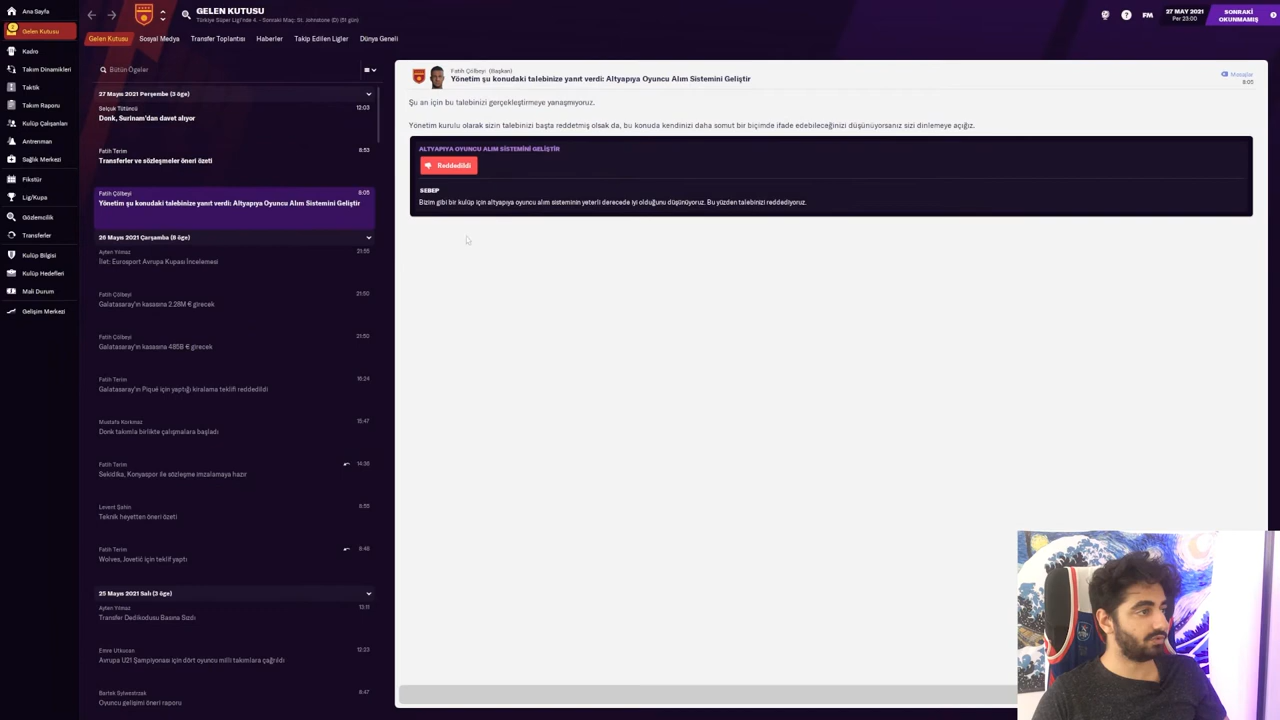 Ana Sayfa
Gelen Kutusu
Kadro
Takım Dinamikleri
Taktik
Takım Raporu
Kulüp Çalışanları
Antrenman
Sağlık Merkezi
Fikstür
Lig/Kupa
Gözlemcilik
Transferler
Kulüp Bilgisi
Kulüp Hedefleri
Mali Durum
Gelişim Merkezi
GELEN KUTUSU
Türkiye Süper Ligi'nde 4. - Sonraki Maç: St. Johnstone (D) (51 gün)
FM
27 MAY 2021
Per 23:00
SONRAKİ
OKUNMAMIŞ
Gelen Kutusu
Sosyal Medya
Transfer Toplantısı
Haberler
Takip Edilen Ligler
Dünya Geneli
Bütün Ögeler
27 Mayıs 2021 Perşembe (3 öge)
Selçuk Tütüncü
12:03
Donk, Surinam'dan davet alıyor
Fatih Terim
8:53
Transferler ve sözleşmeler öneri özeti
Fatih Çölbeyi
8:05
Yönetim şu konudaki talebinize yanıt verdi: Altyapıya Oyuncu Alım Sistemini Geliştir
26 Mayıs 2021 Çarşamba (8 öge)
Ayten Yılmaz
21:55
İlet: Eurosport Avrupa Kupası İncelemesi
Fatih Çölbeyi
21:50
Galatasaray'ın kasasına 2.28M € girecek
Fatih Çölbeyi
21:50
Galatasaray'ın kasasına 485B € girecek
Fatih Terim
16:24
Galatasaray'ın Piqué için yaptığı kiralama teklifi reddedildi
Mustafa Korkmaz
15:47
Donk takımla birlikte çalışmalara başladı
Fatih Terim
14:36
Sekidika, Konyaspor ile sözleşme imzalamaya hazır
Levent Şahin
8:55
Teknik heyetten öneri özeti
Fatih Terim
8:48
Wolves, Jovetić için teklif yaptı
25 Mayıs 2021 Salı (3 öge)
Ayten Yılmaz
13:11
Transfer Dedikodusu Basına Sızdı
Emre Utkucan
12:23
Avrupa U21 Şampiyonası için dört oyuncu milli takımlara çağrıldı
Bartek Sylwestrzak
8:47
Oyuncu gelişimi öneri raporu
Fatih Çölbeyi (Başkan)
Yönetim şu konudaki talebinize yanıt verdi: Altyapıya Oyuncu Alım Sistemini Geliştir
Mesajlar
8:05
Şu an için bu talebinizi gerçekleştirmeye yanaşmıyoruz.
Yönetim kurulu olarak sizin talebinizi başta reddetmiş olsak da, bu konuda kendinizi daha somut bir biçimde ifade edebileceğinizi düşünüyorsanız sizi dinlemeye açığız.
ALTYAPIYA OYUNCU ALIM SİSTEMİNİ GELİŞTİR
Reddedildi
SEBEP
Bizim gibi bir kulüp için altyapıya oyuncu alım sisteminin yeterli derecede iyi olduğunu düşünüyoruz. Bu yüzden talebinizi reddediyoruz.